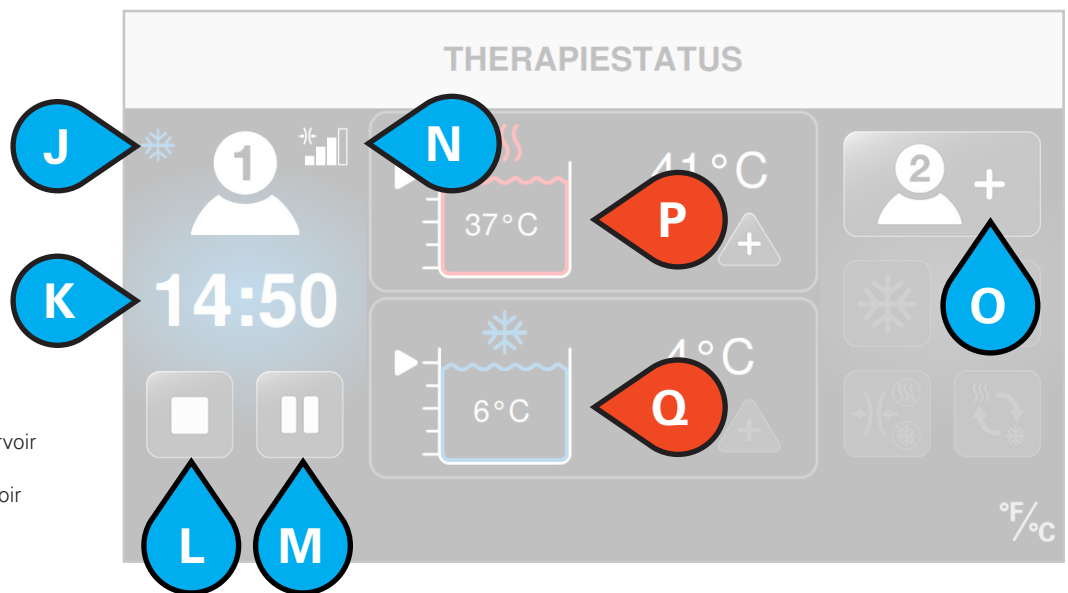 THERAPIESTATUS
J
1
N
41°C
37°C
P
+
2
+
K
14:50
O
4°C
6°C
Q
+
rvoir
oir
L
M
°F/°C